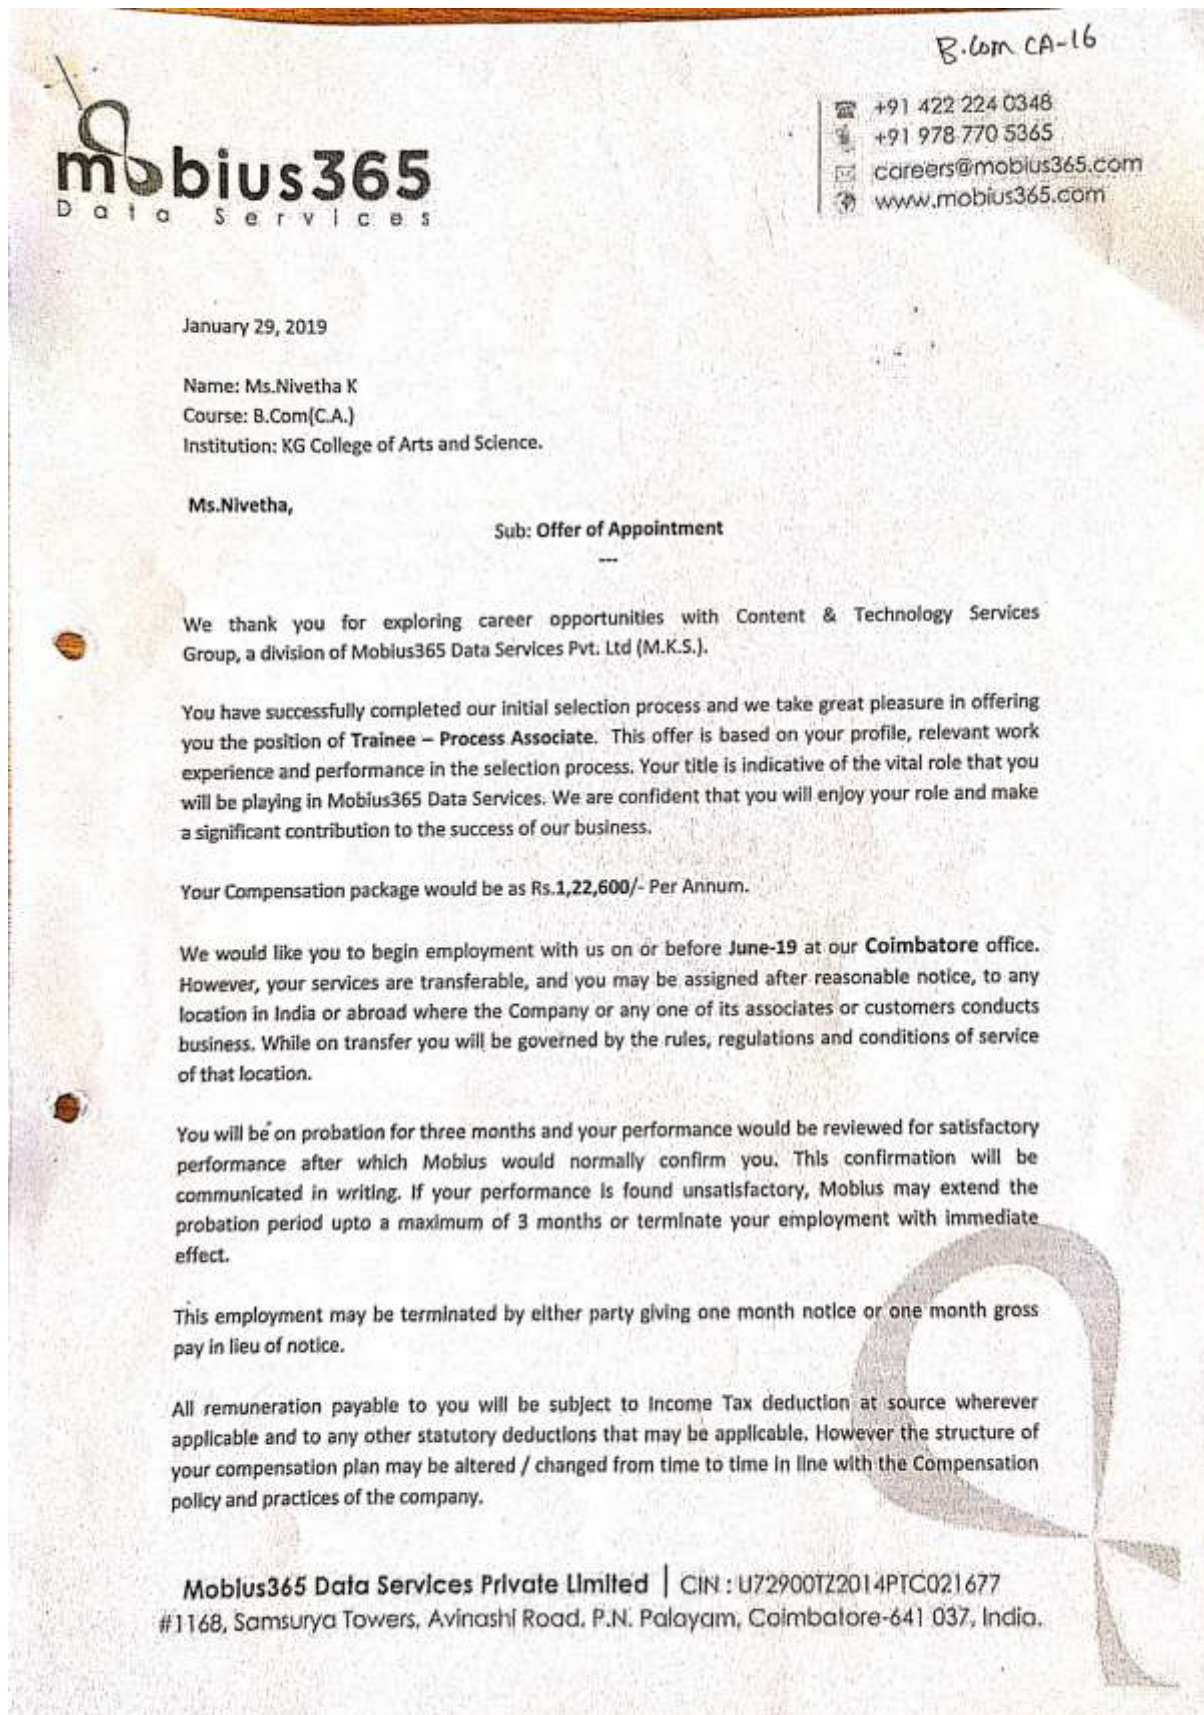 B.Com CA-16
+91 422 224 0348
+91 978 770 5365
careers@mobius365.com
www.mobius365.com
mobius365
Data Services
January 29, 2019
Name: Ms.Nivetha K
Course: B.Com(C.A.)
Institution: KG College of Arts and Science.
Ms.Nivetha,
Sub: Offer of Appointment
---
We thank you for exploring career opportunities with Content & Technology Services
Group, a division of Mobius365 Data Services Pvt. Ltd (M.K.S.).
You have successfully completed our initial selection process and we take great pleasure in offering
you the position of Trainee – Process Associate. This offer is based on your profile, relevant work
experience and performance in the selection process. Your title is indicative of the vital role that you
will be playing in Mobius365 Data Services. We are confident that you will enjoy your role and make
a significant contribution to the success of our business.
Your Compensation package would be as Rs.1,22,600/- Per Annum.
We would like you to begin employment with us on or before June-19 at our Coimbatore office.
However, your services are transferable, and you may be assigned after reasonable notice, to any
location in India or abroad where the Company or any one of its associates or customers conducts
business. While on transfer you will be governed by the rules, regulations and conditions of service
of that location.
You will be on probation for three months and your performance would be reviewed for satisfactory
performance after which Mobius would normally confirm you. This confirmation will be
communicated in writing. If your performance is found unsatisfactory, Mobius may extend the
probation period upto a maximum of 3 months or terminate your employment with immediate
effect.
This employment may be terminated by either party giving one month notice or one month gross
pay in lieu of notice.
All remuneration payable to you will be subject to Income Tax deduction at source wherever
applicable and to any other statutory deductions that may be applicable. However the structure of
your compensation plan may be altered / changed from time to time in line with the Compensation
policy and practices of the company.
Mobius365 Data Services Private Limited | CIN : U72900TZ2014PTC021677
#1168, Samsurya Towers, Avinashi Road, P.N. Palayam, Coimbatore-641 037, India.